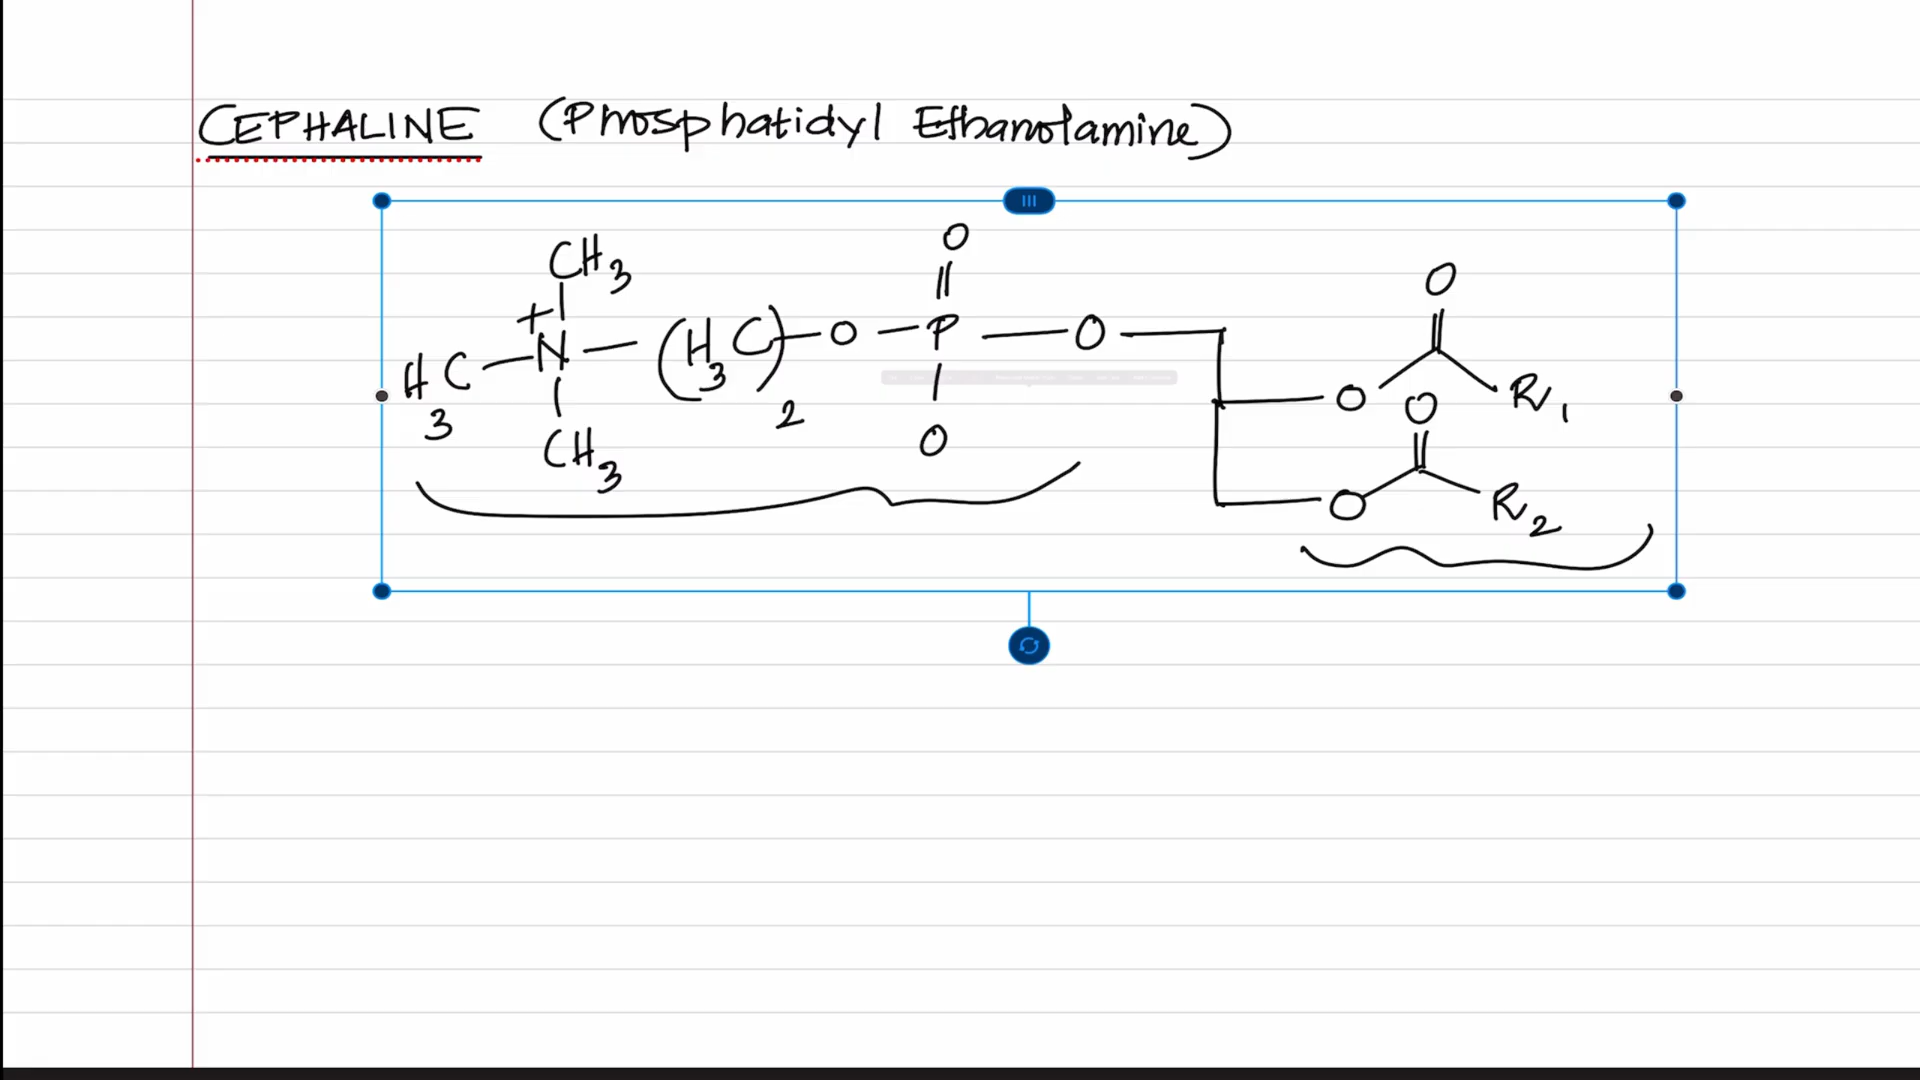 CEPHALINE (Phosphatidyl Ethanolamine)
O
CH3
O
+
H3C N (H3C)2 O P O
O R1
O
CH3 O
O R2